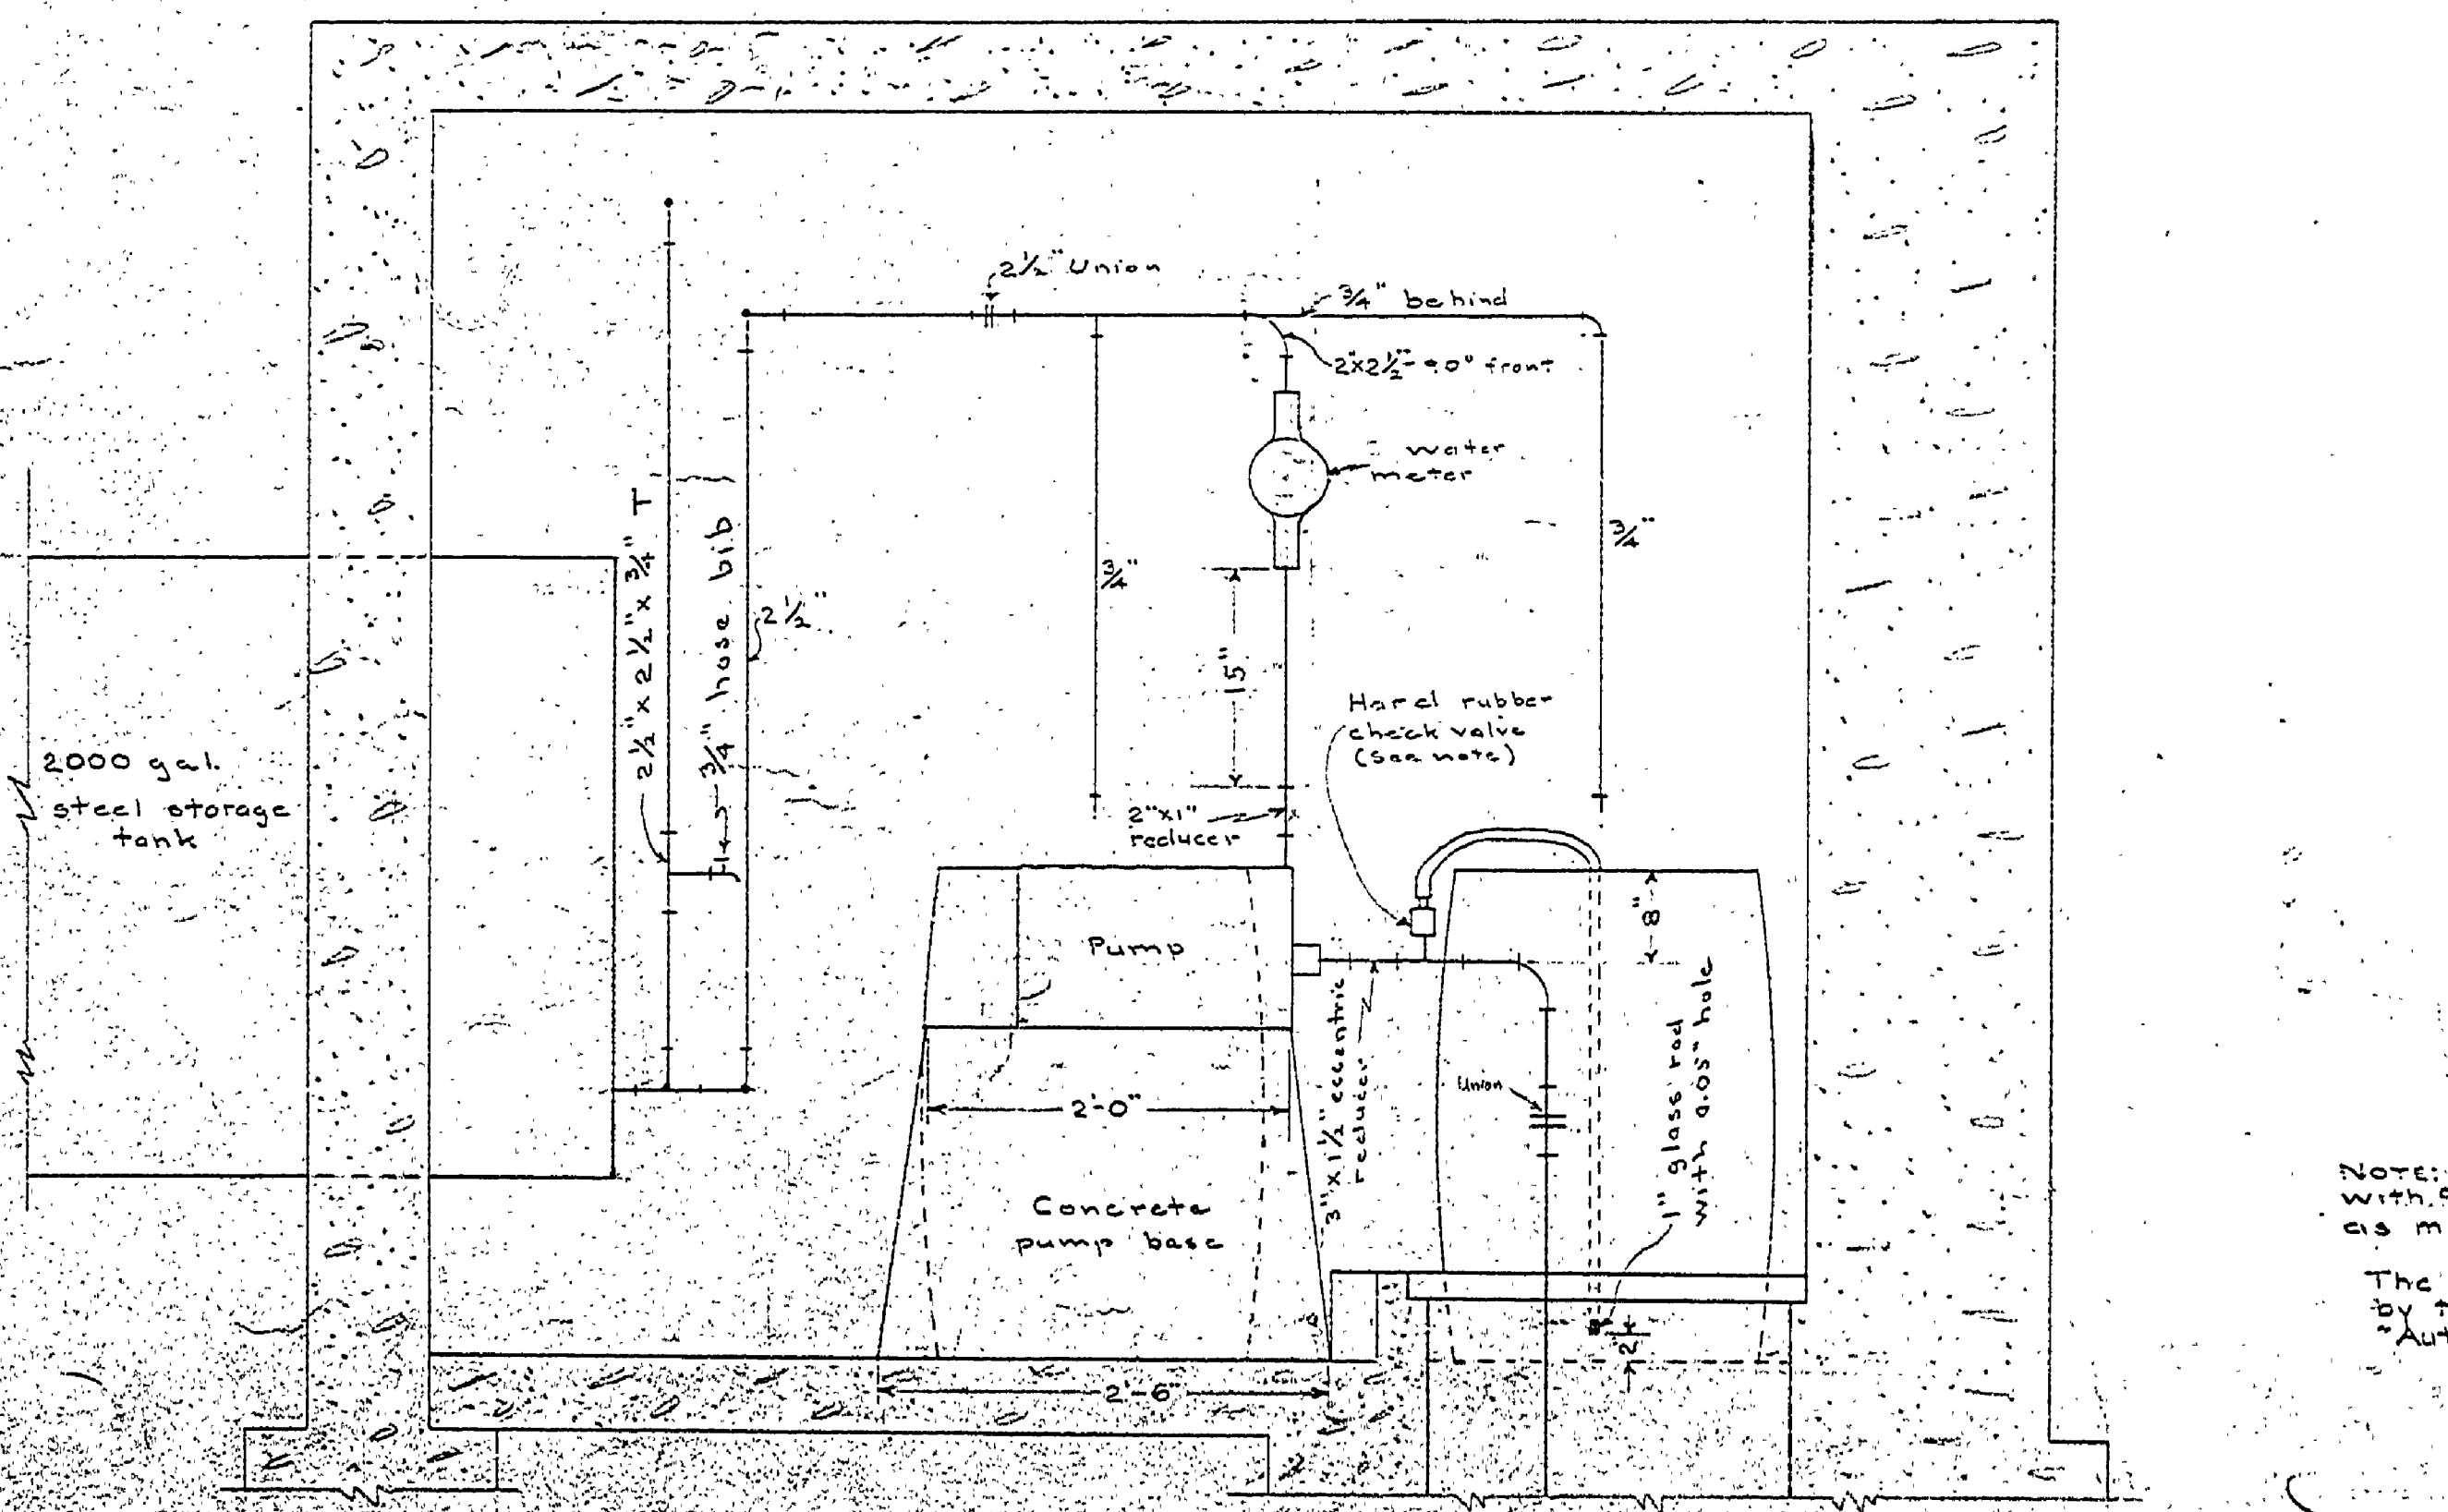 2½" Union
¾" behind
2"x2½"-90° front
water
meter
2½"x2½"x¾" T
¾" hose bib
2½"
¾"
¾"
15"
Hard rubber
check valve
(See note)
2000 gal.
steel storage
tank
2"x1"
reducer
Pump
8"
3"x1½" eccentric
reducer
Union
1" glass rod
with 0.05" hole
2'-0"
Concrete
pump base
2"
2'-6"
NOTE:
with
as m
The
by t
"Aut